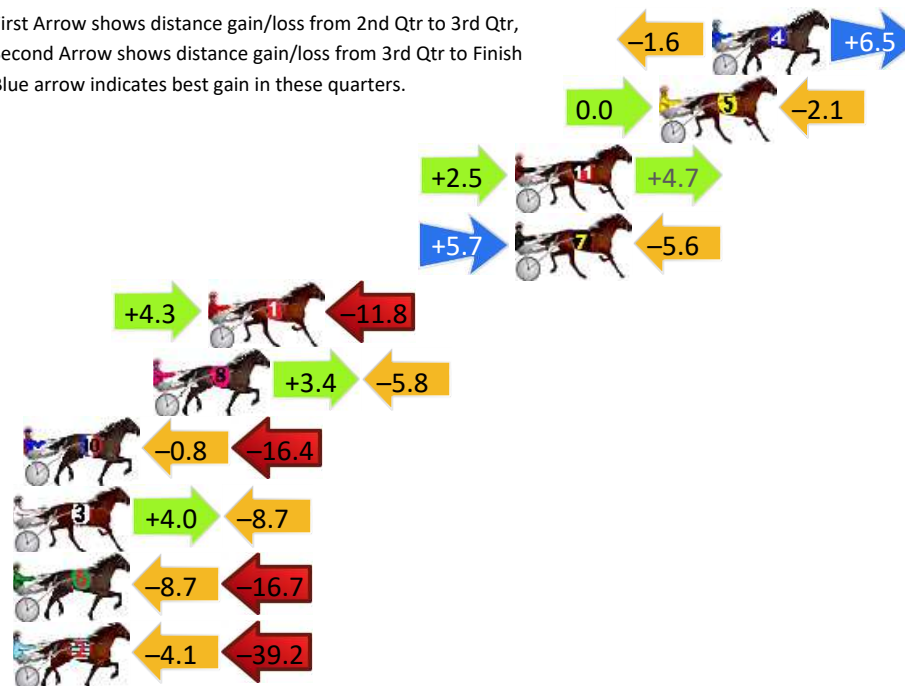 First Arrow shows distance gain/loss from 2nd Qtr to 3rd Qtr,
Second Arrow shows distance gain/loss from 3rd Qtr to Finish
Blue arrow indicates best gain in these quarters.
–1.6 4 +6.5
0.0 5 –2.1
+2.5 11 +4.7
+5.7 7 –5.6
+4.3 1 –11.8
8 +3.4 –5.8
10 –0.8 –16.4
3 +4.0 –8.7
–8.7 –16.7
2 –4.1 –39.2